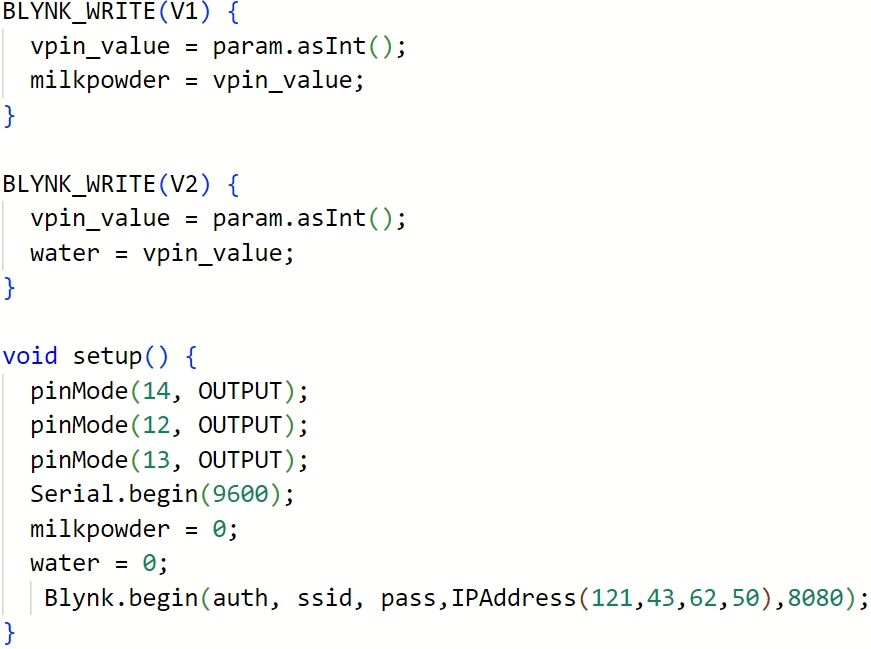 BLYNK_WRITE(V1) {
  vpin_value = param.asInt();
  milkpowder = vpin_value;
}

BLYNK_WRITE(V2) {
  vpin_value = param.asInt();
  water = vpin_value;
}

void setup() {
  pinMode(14, OUTPUT);
  pinMode(12, OUTPUT);
  pinMode(13, OUTPUT);
  Serial.begin(9600);
  milkpowder = 0;
  water = 0;
   Blynk.begin(auth, ssid, pass,IPAddress(121,43,62,50),8080);
}